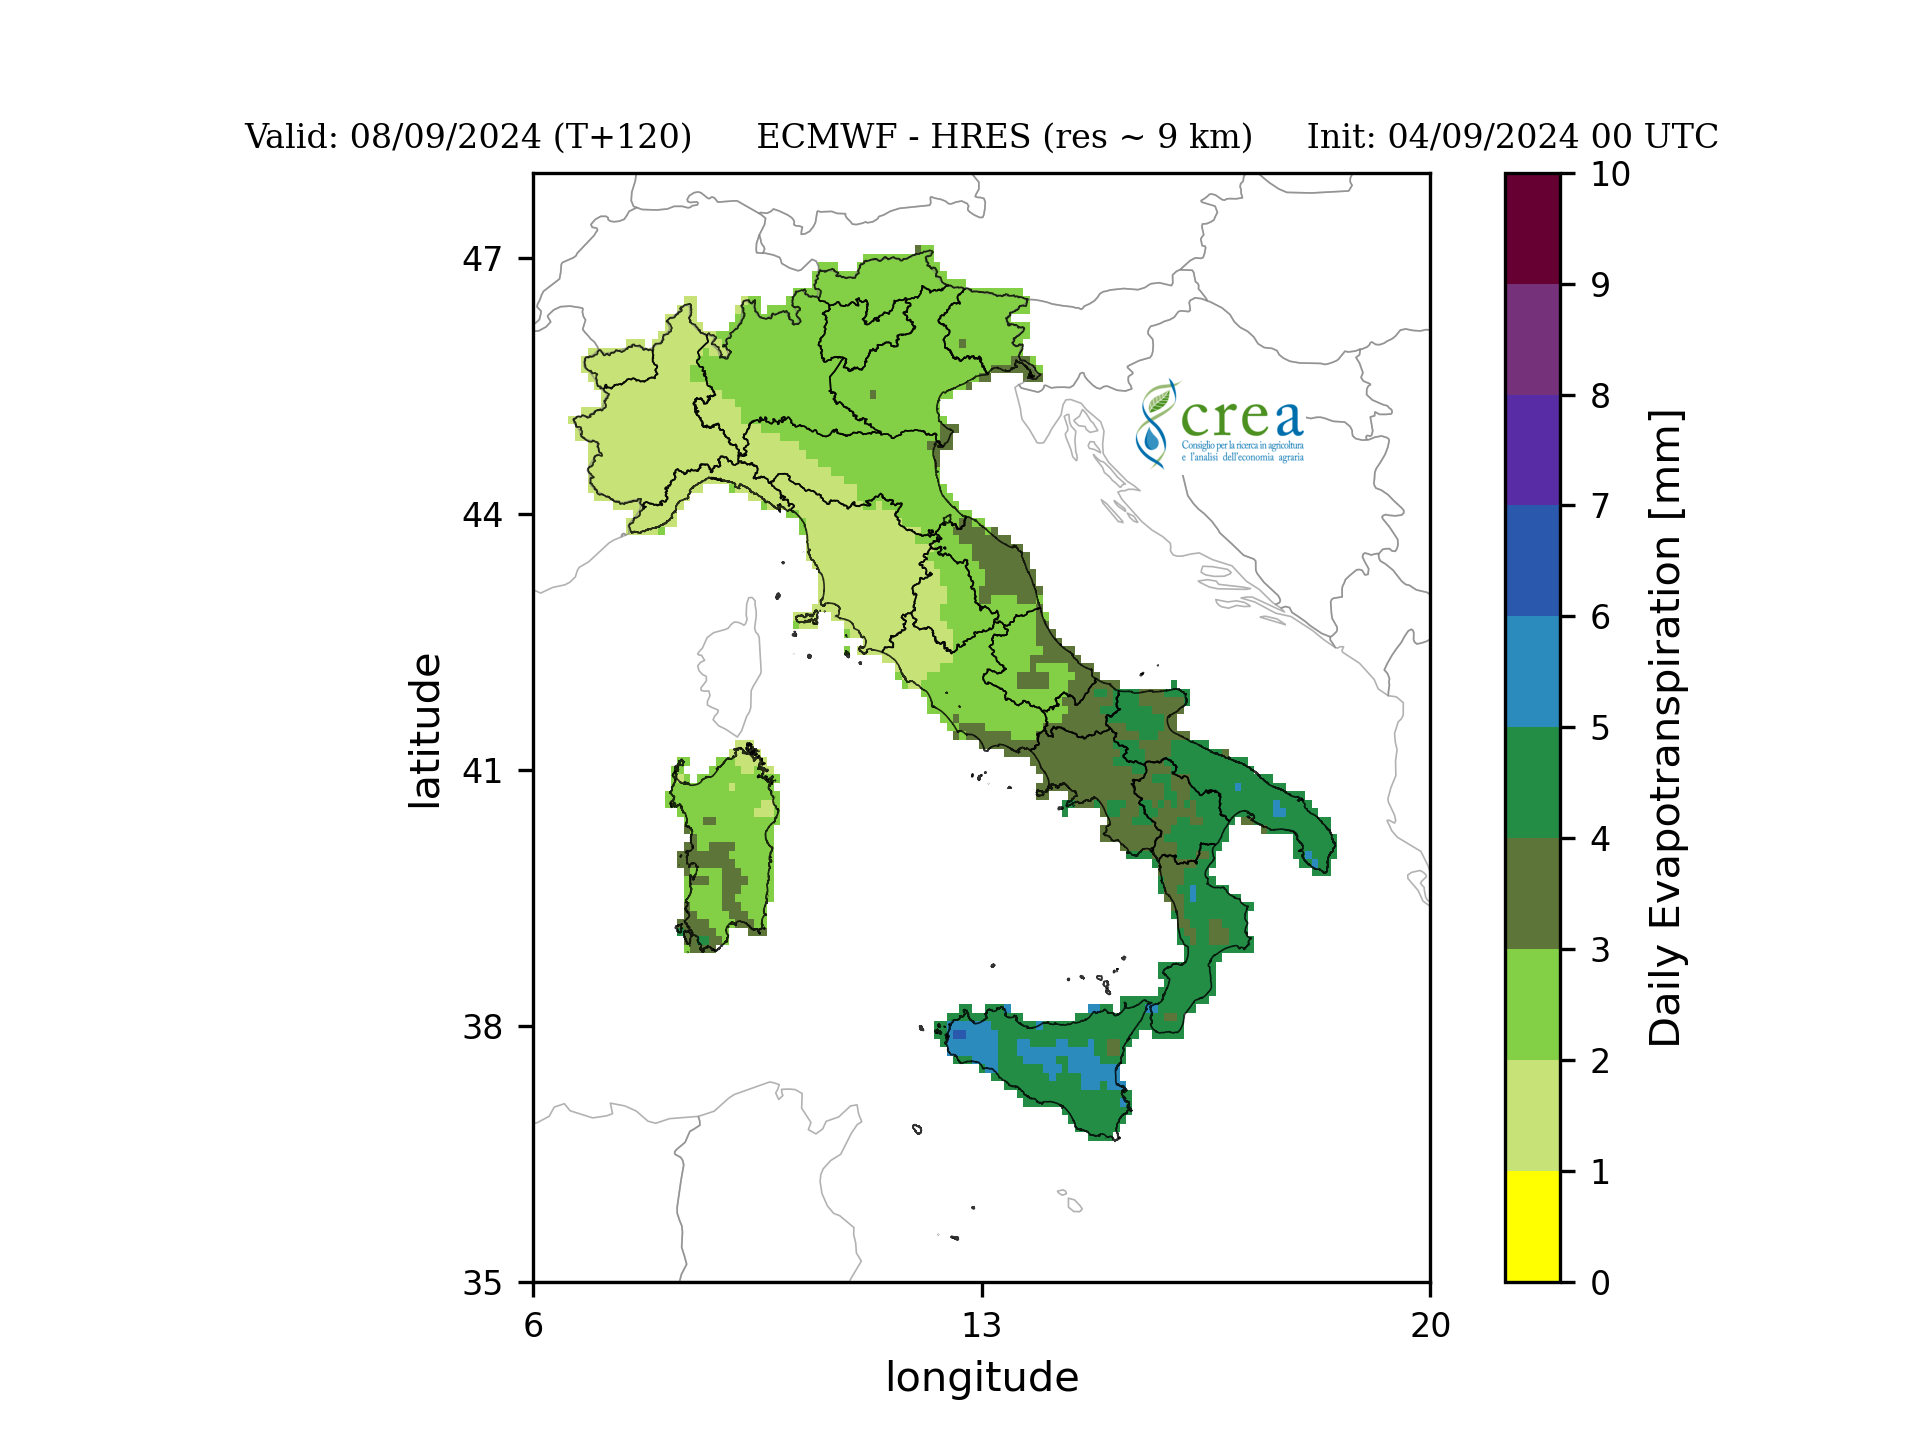 Valid: 08/09/2024 (T+120) ECMWF - HRES (res ~ 9 km) Init: 04/09/2024 00 UTC
crea
Consiglio per la ricerca in agricoltura
e l'analisi dell'economia agraria
latitude
47
44
41
38
35
6 13 20
longitude
10
9
8
7
6
5
4
3
2
1
0
Daily Evapotranspiration [mm]